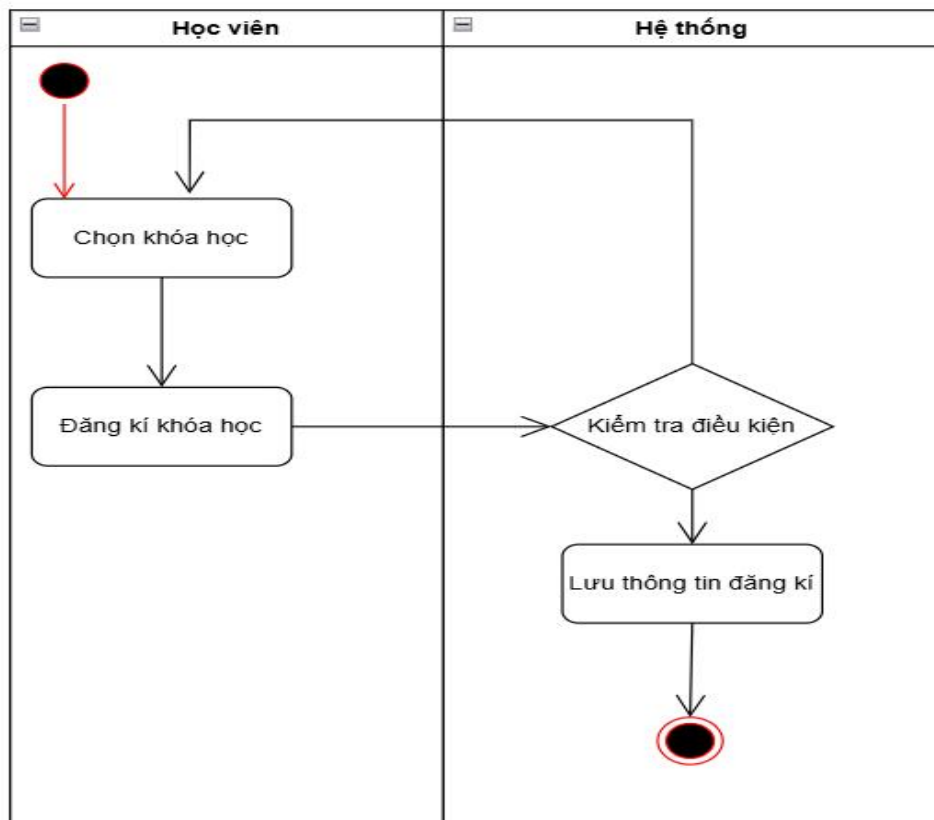 Học viên
Hệ thống
Chọn khóa học
Đăng kí khóa học
Kiểm tra điều kiện
Lưu thông tin đăng kí